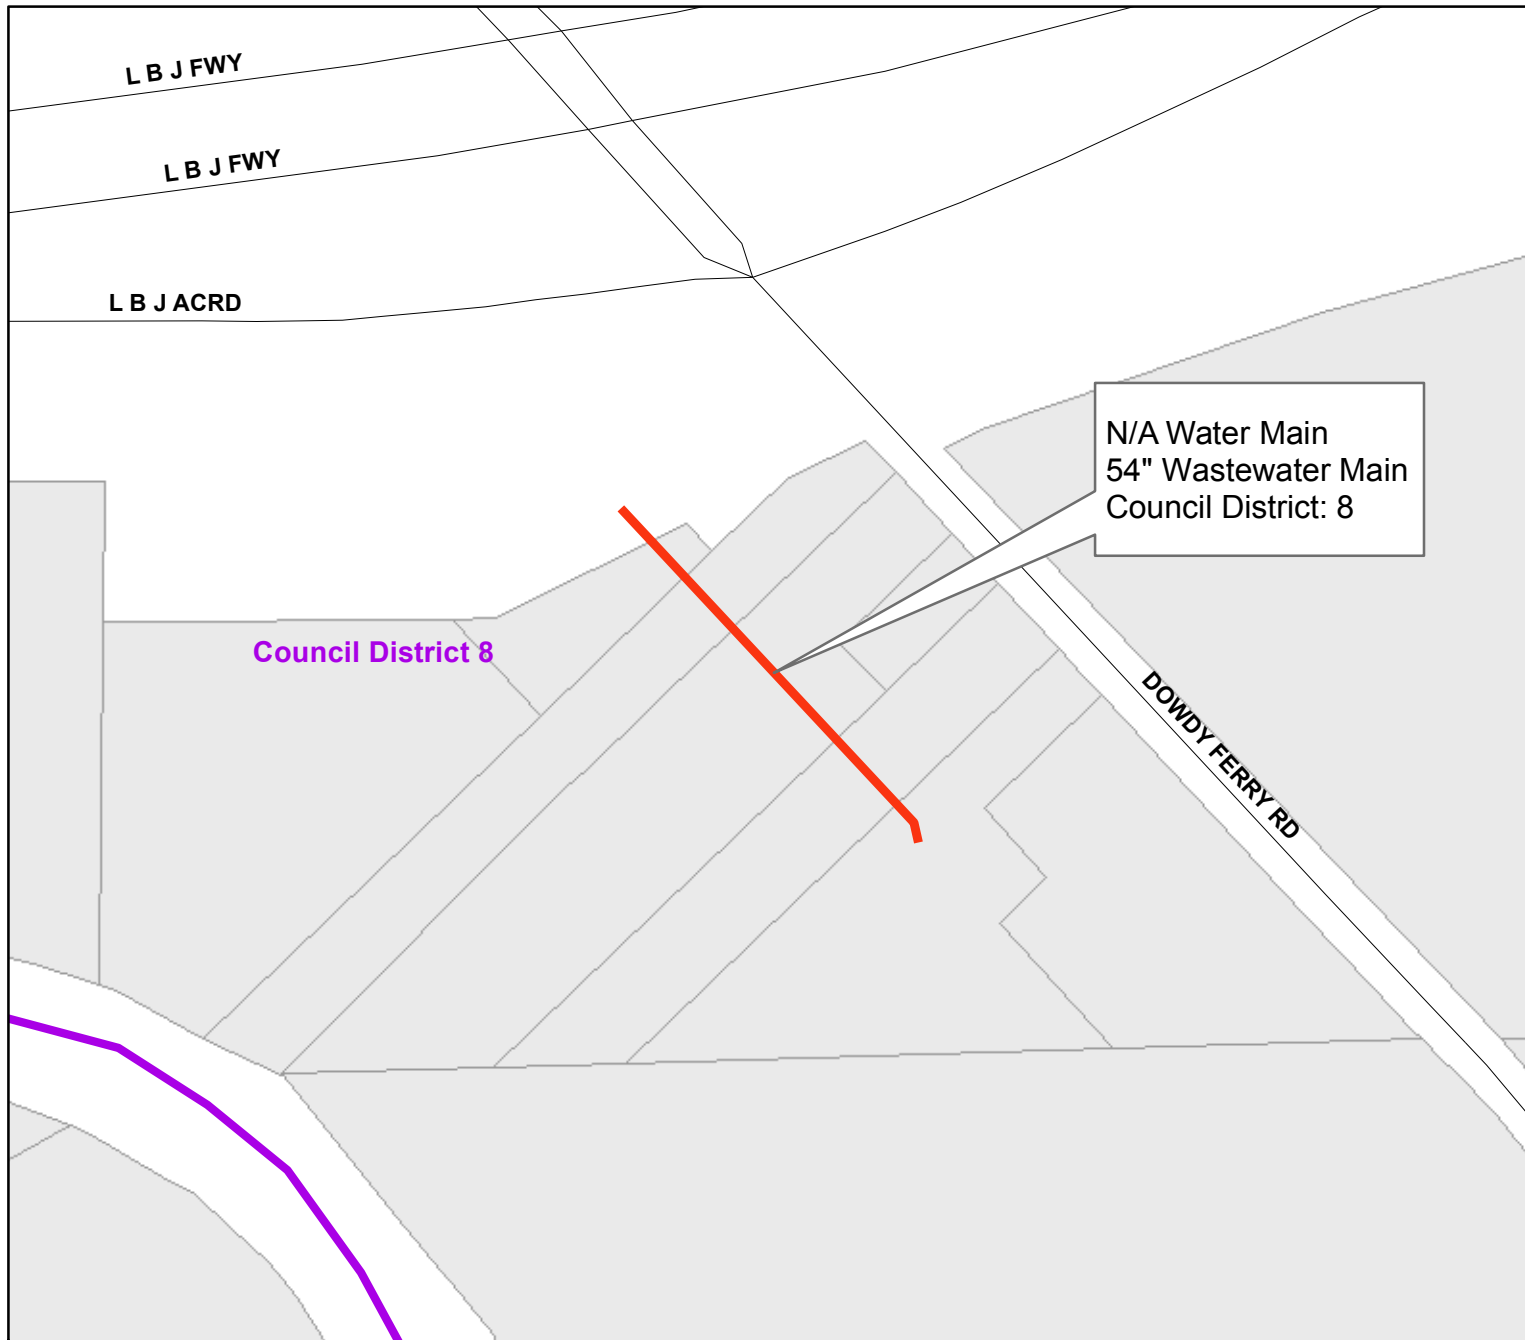 L B J FWY
L B J FWY
L B J ACRD
N/A Water Main
54" Wastewater Main
Council District: 8
Council District 8
DOWDY FERRY RD